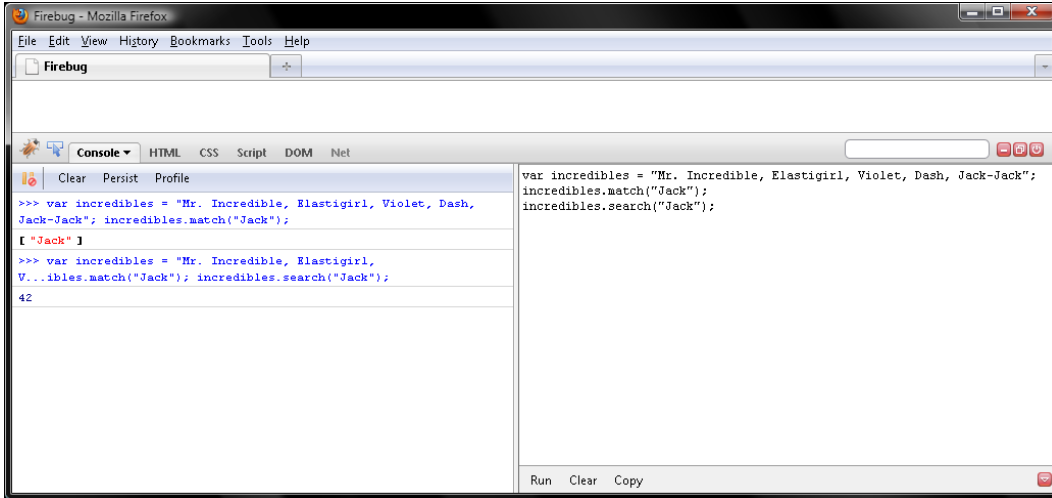 Firebug - Mozilla Firefox
File Edit View History Bookmarks Tools Help
Firebug
Console HTML CSS Script DOM Net
Clear Persist Profile
>>> var incredibles = "Mr. Incredible, Elastigirl, Violet, Dash,
Jack-Jack"; incredibles.match("Jack");
[ "Jack" ]
>>> var incredibles = "Mr. Incredible, Elastigirl,
V...ibles.match("Jack"); incredibles.search("Jack");
42
var incredibles = "Mr. Incredible, Elastigirl, Violet, Dash, Jack-Jack";
incredibles.match("Jack");
incredibles.search("Jack");
Run Clear Copy